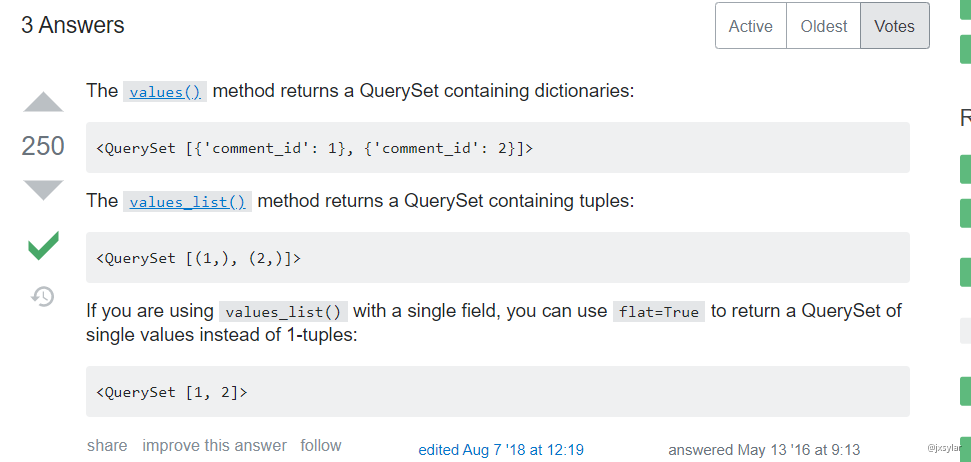 3 Answers
Active Oldest Votes
The values() method returns a QuerySet containing dictionaries:
250
<QuerySet [{'comment_id': 1}, {'comment_id': 2}]>
The values_list() method returns a QuerySet containing tuples:
<QuerySet [(1,), (2,)]>
If you are using values_list() with a single field, you can use flat=True to return a QuerySet of
single values instead of 1-tuples:
<QuerySet [1, 2]>
share improve this answer follow
edited Aug 7 '18 at 12:19
answered May 13 '16 at 9:13
@jxsylar
R